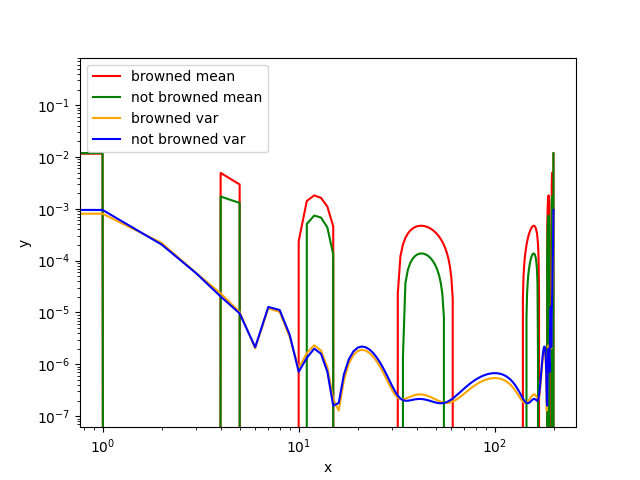 browned mean
not browned mean
browned var
not browned var
10⁻¹
10⁻²
10⁻³
10⁻⁴
10⁻⁵
10⁻⁶
10⁻⁷
y
10⁰ 10¹ 10²
x